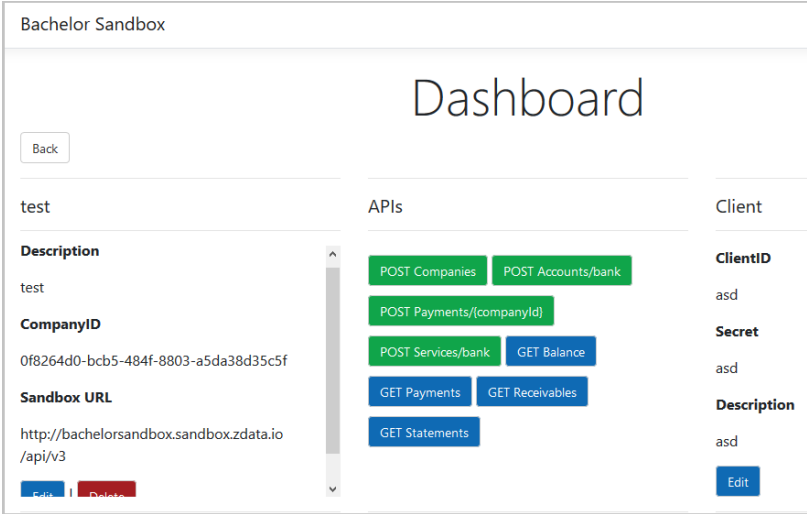 Bachelor Sandbox
Dashboard
Back
test
Description
test
CompanyID
0f8264d0-bcb5-484f-8803-a5da38d35c5f
Sandbox URL
http://bachelorsandbox.sandbox.zdata.io
/api/v3
Edit | Delete
APIs
POST Companies POST Accounts/bank
POST Payments/{companyId}
POST Services/bank GET Balance
GET Payments GET Receivables
GET Statements
Client
ClientID
asd
Secret
asd
Description
asd
Edit